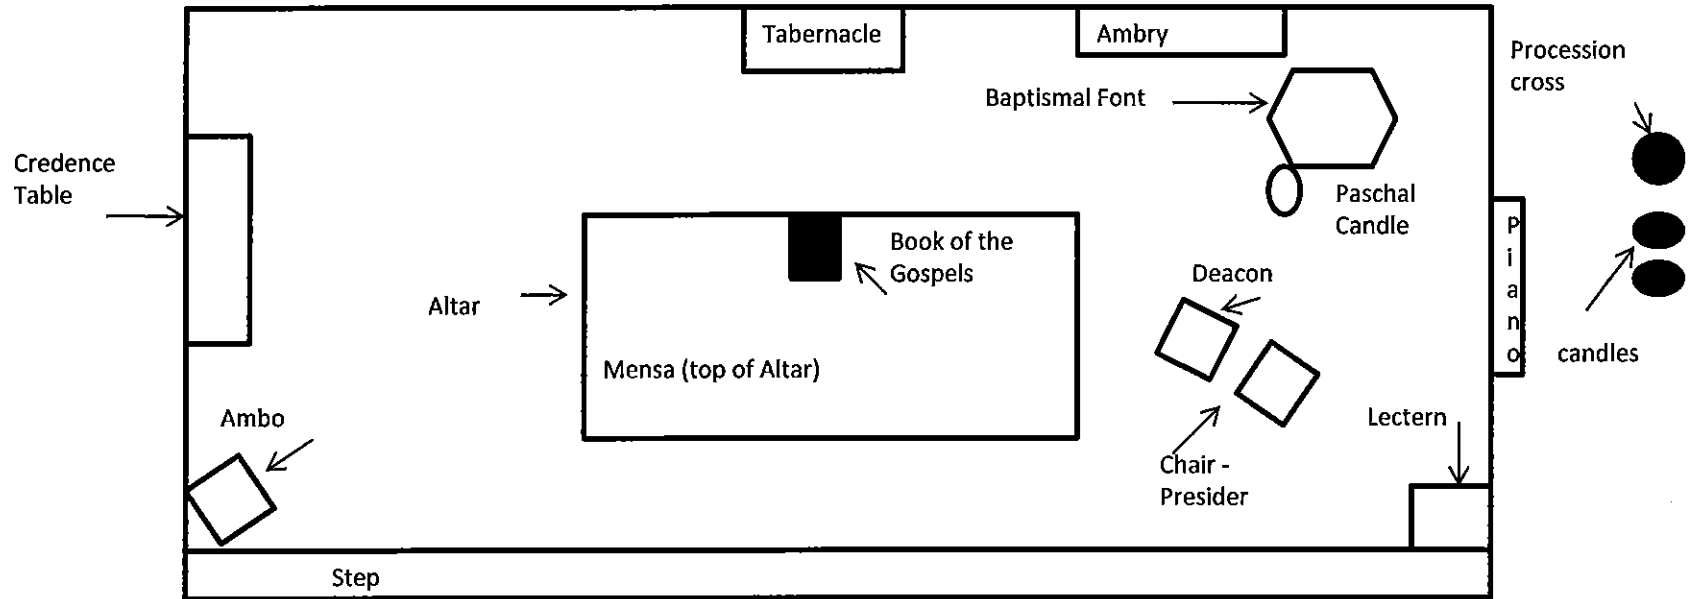 Tabernacle
Ambry
Procession
cross
Baptismal Font
Credence
Table
Paschal
Candle
Piano
Book of the
Gospels
Deacon
Altar
candles
Mensa (top of Altar)
Ambo
Lectern
Chair -
Presider
Step